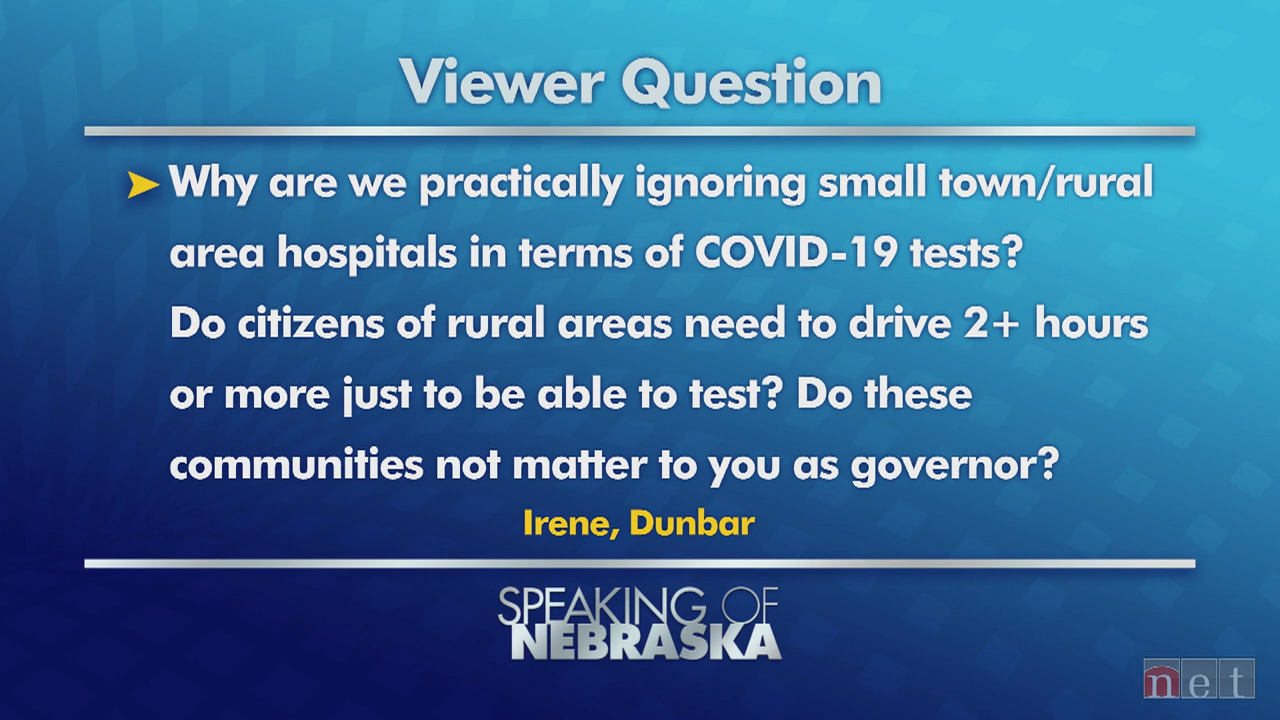 Viewer Question
➤ Why are we practically ignoring small town/rural
area hospitals in terms of COVID-19 tests?
Do citizens of rural areas need to drive 2+ hours
or more just to be able to test? Do these
communities not matter to you as governor?
Irene, Dunbar
SPEAKING OF
NEBRASKA
net